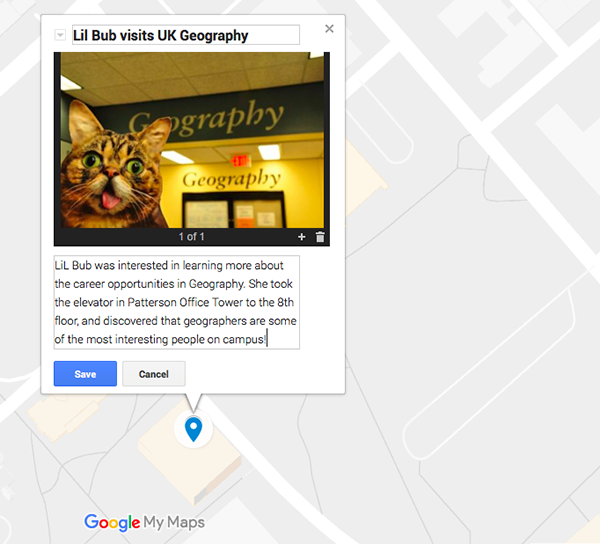 Lil Bub visits UK Geography
Geography
Geography
1 of 1
LiL Bub was interested in learning more about
the career opportunities in Geography. She took
the elevator in Patterson Office Tower to the 8th
floor, and discovered that geographers are some
of the most interesting people on campus!
Save Cancel
Google My Maps